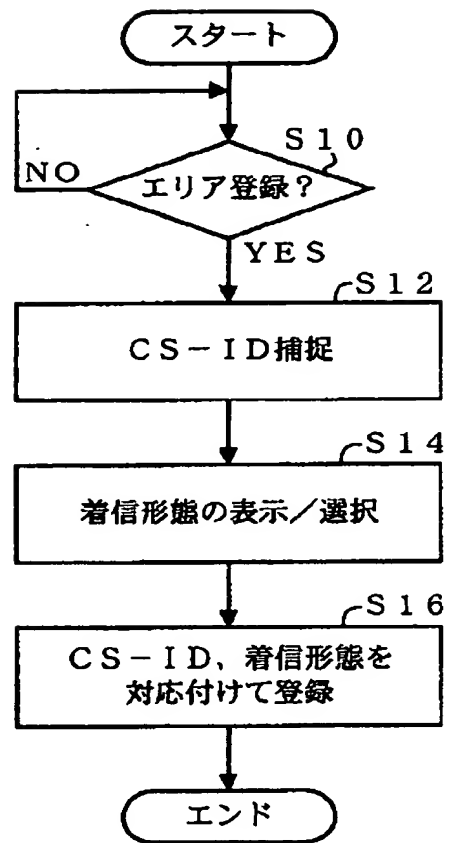 スタート
S10
エリア登録?
NO
YES
S12
CS-ID捕捉
S14
着信形態の表示/選択
S16
CS-ID,着信形態を
対応付けて登録
エンド